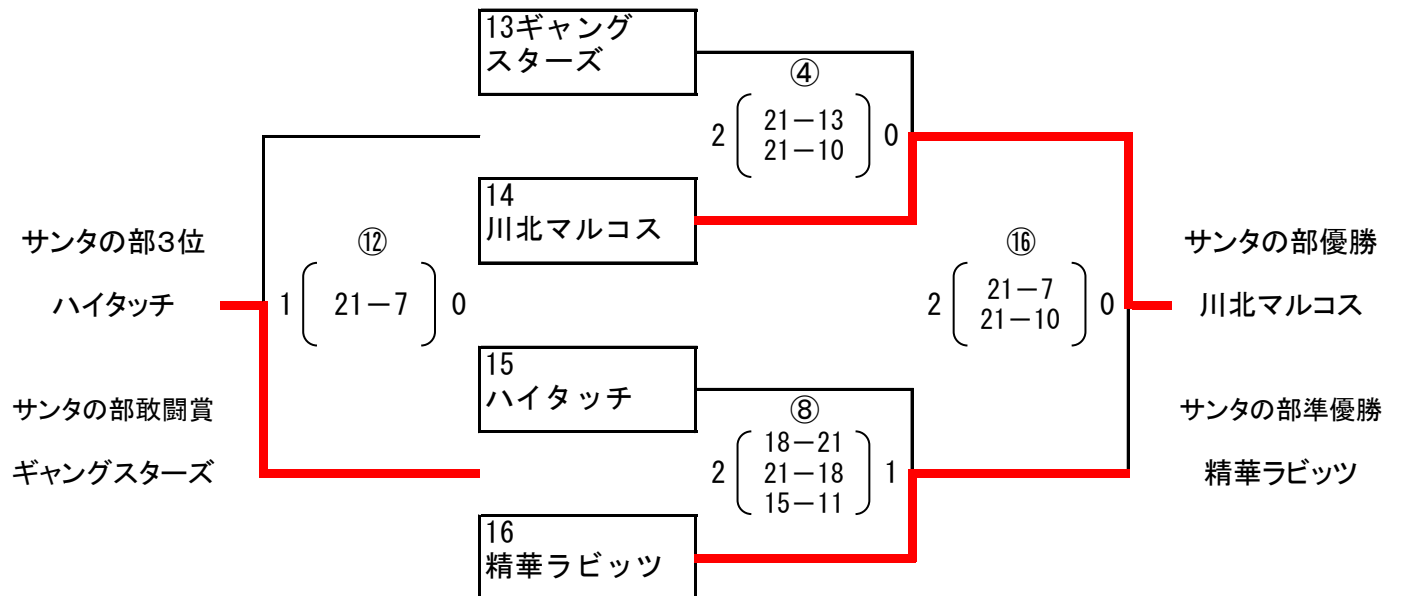 13ギャング
スターズ
④
2 21－13 0
21－10
14
川北マルコス
サンタの部3位
⑫
⑯
サンタの部優勝
ハイタッチ
1 21－7 0
2 21－7 0
21－10
川北マルコス
15
ハイタッチ
サンタの部敢闘賞
⑧
サンタの部準優勝
18－21
2 21－18 1
15－11
ギャングスターズ
精華ラビッツ
16
精華ラビッツ